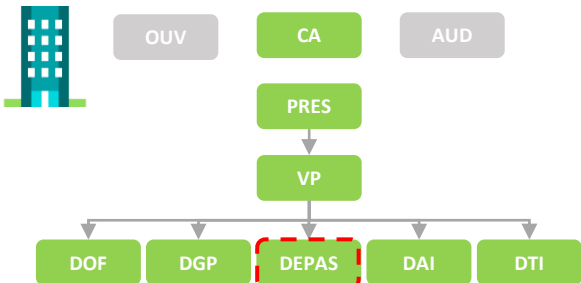 OUV CA AUD
PRES
VP
DOF DGP DEPAS DAI DTI